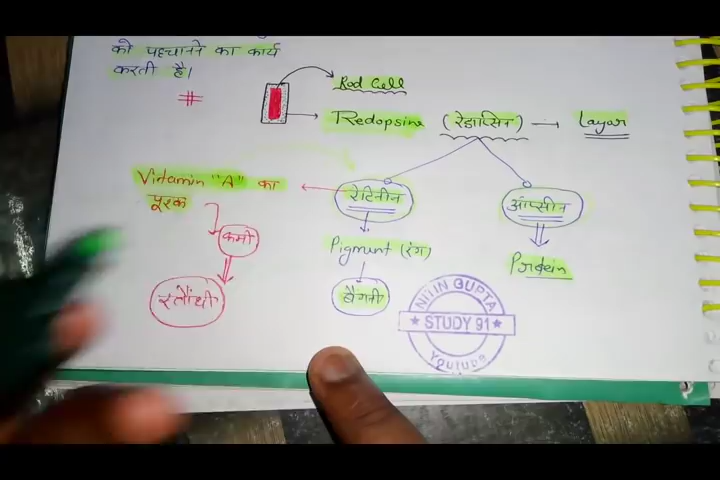 को पहचानने का कार्य
करती है।
Rod Cell
Redopsine (रेडाप्सिन) → Layar
Vitamin "A" का
पूरक
रेटिनीन
ऑप्सीन
कमी
Pigment (रंग)
Protein
रतौंधी
बैंगनी
NITIN GUPTA
★ STUDY 91 ★
Youtube